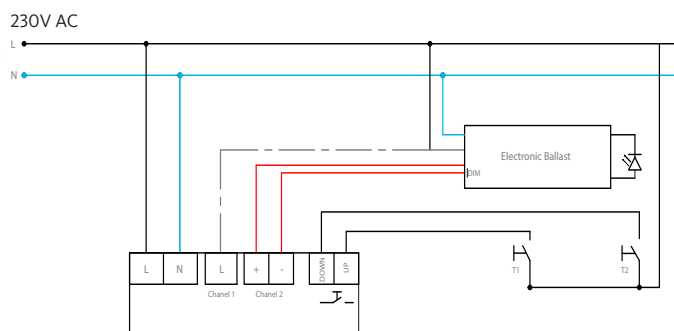 230V AC
L
N
Electronic Ballast
DIM
T1
T2
L
N
L
+
-
DOWN
UP
Chanel 1
Chanel 2